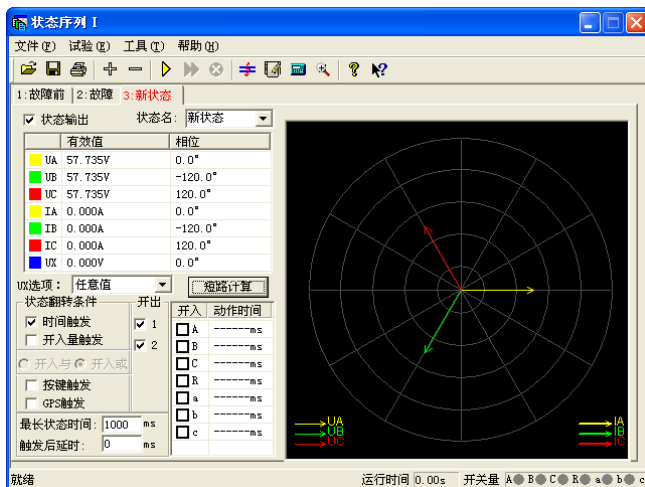 状态序列 I
文件(F) 试验(E) 工具(T) 帮助(H)
1:故障前 2:故障 3:新状态
状态输出 状态名: 新状态
有效值 相位
UA 57.735V 0.0°
UB 57.735V -120.0°
UC 57.735V 120.0°
IA 0.000A 0.0°
IB 0.000A -120.0°
IC 0.000A 120.0°
UX 0.000V 0.0°
UX选项: 任意值 短路计算
状态翻转条件 开出
时间触发 1
开入量触发 2
开入与 开入或
按键触发
GPS触发
最长状态时间: 1000 ms
触发后延时: 0 ms
开入 动作时间
A ------ms
B ------ms
C ------ms
R ------ms
a ------ms
b ------ms
c ------ms
UA
UB
UC
IA
IB
IC
就绪 运行时间 0.00s 开关量 A B C R a b c